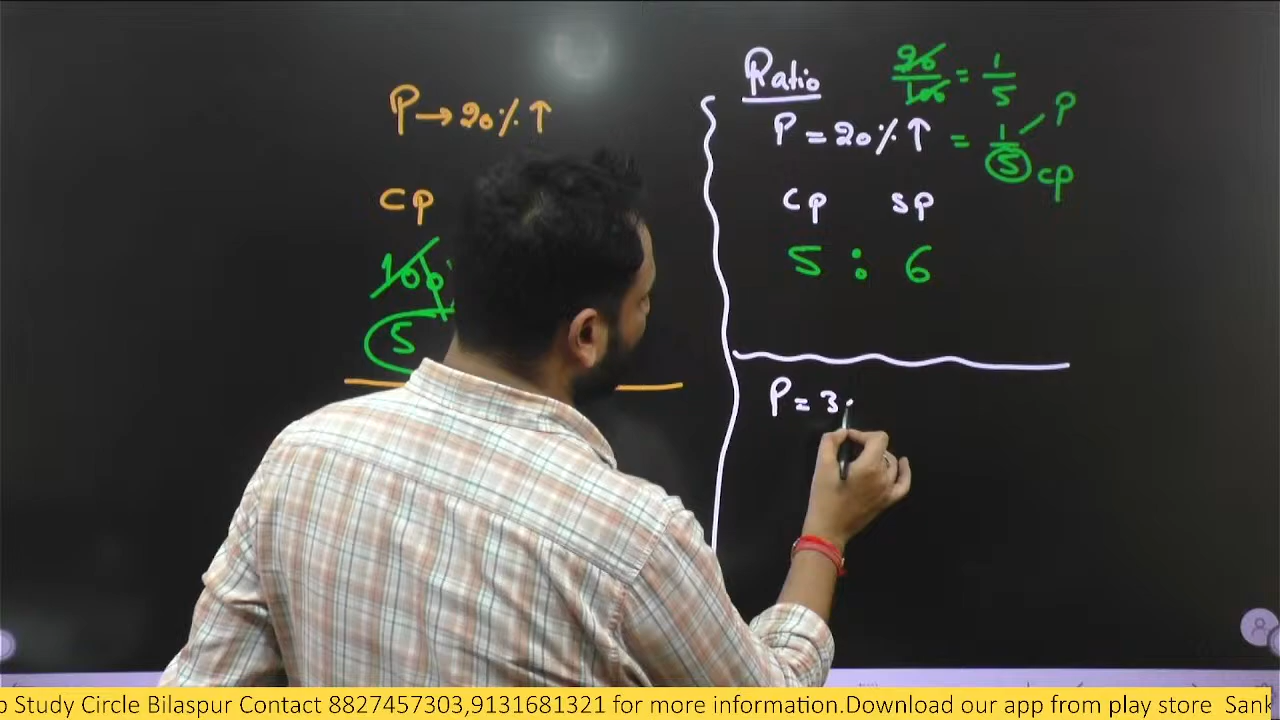 P → 20% ↑
CP
100
5
Ratio
20/100 = 1/5
P = 20% ↑ = 1/5 P CP
CP SP
5 : 6
P = 3
Study Circle Bilaspur Contact 8827457303,9131681321 for more information.Download our app from play store